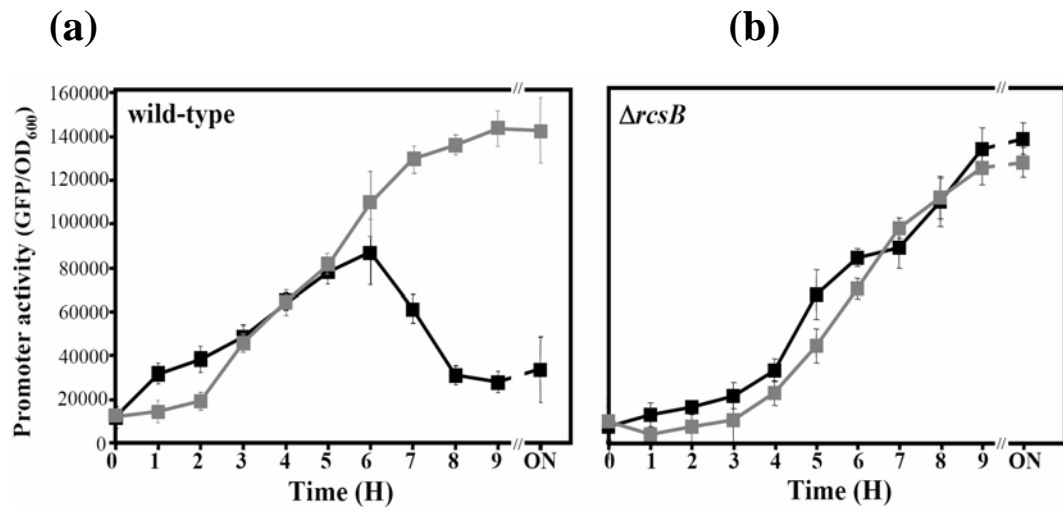 (a) (b)
wild-type ΔrcsB
Promoter activity (GFP/OD600)
160000
140000
120000
100000
80000
60000
40000
20000
0
0 1 2 3 4 5 6 7 8 9 // ON
0 1 2 3 4 5 6 7 8 9 // ON
Time (H) Time (H)